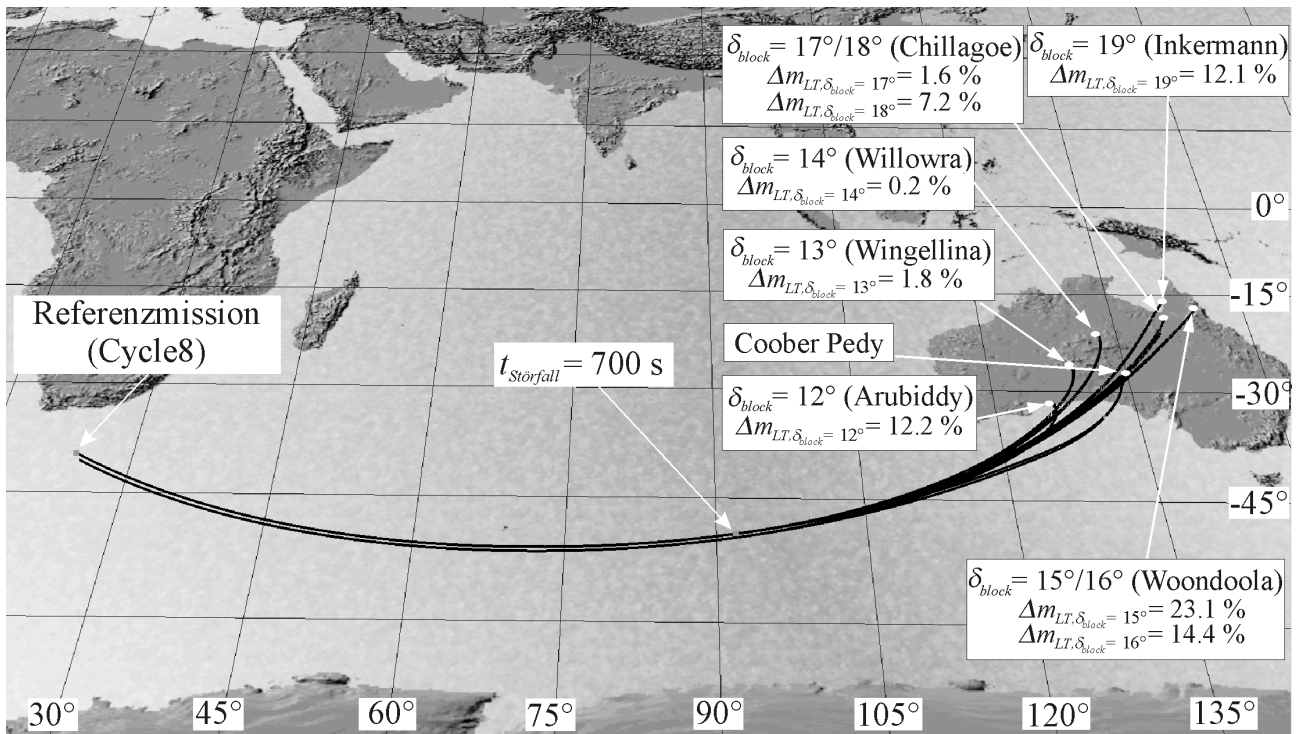 δblock= 17°/18° (Chillagoe)
ΔmLT,δblock= 17°= 1.6 %
ΔmLT,δblock= 18°= 7.2 %
δblock= 19° (Inkermann)
ΔmLT,δblock= 19°= 12.1 %
δblock= 14° (Willowra)
ΔmLT,δblock= 14°= 0.2 %
0°
δblock= 13° (Wingellina)
ΔmLT,δblock= 13°= 1.8 %
-15°
Referenzmission
(Cycle8)
Coober Pedy
tStörfall= 700 s
-30°
δblock= 12° (Arubiddy)
ΔmLT,δblock= 12°= 12.2 %
-45°
δblock= 15°/16° (Woondoola)
ΔmLT,δblock= 15°= 23.1 %
ΔmLT,δblock= 16°= 14.4 %
30° 45° 60° 75° 90° 105° 120° 135°